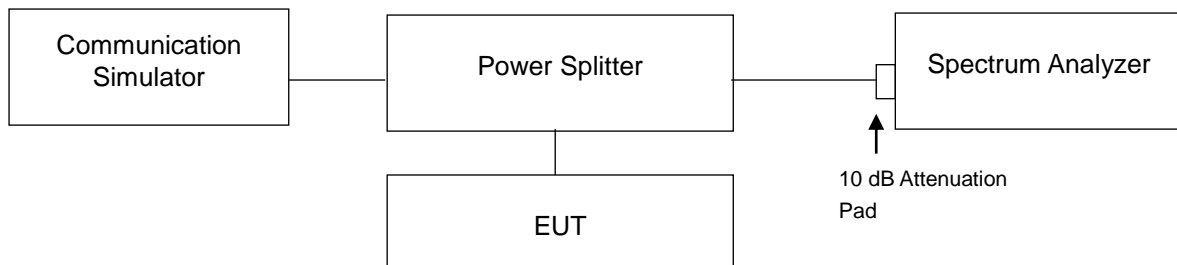 Communication
Simulator
Power Splitter
Spectrum Analyzer
10 dB Attenuation
Pad
EUT